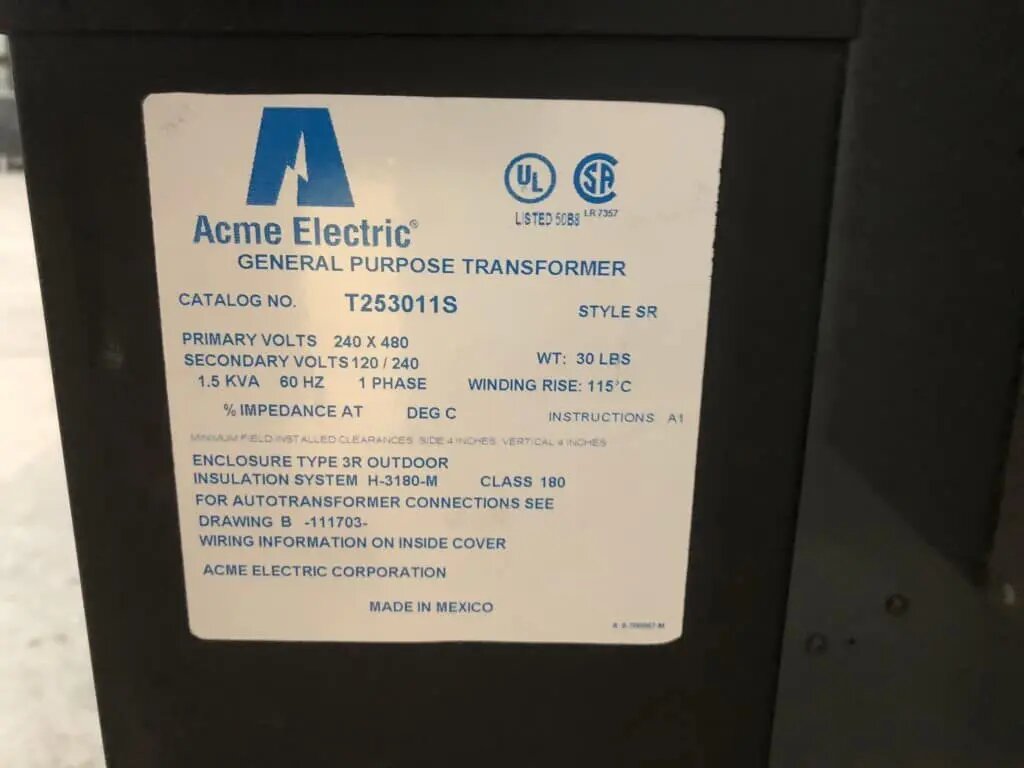 UL
SA
LISTED 50B8
LR 7357
Acme Electric®
GENERAL PURPOSE TRANSFORMER
CATALOG NO. T253011S STYLE SR
PRIMARY VOLTS 240 X 480
SECONDARY VOLTS 120 / 240 WT: 30 LBS
1.5 KVA 60 HZ 1 PHASE WINDING RISE: 115°C
% IMPEDANCE AT DEG C INSTRUCTIONS A1
MINIMUM FIELD INSTALLED CLEARANCES SIDE 4 INCHES VERTICAL 4 INCHES
ENCLOSURE TYPE 3R OUTDOOR
INSULATION SYSTEM H-3180-M CLASS 180
FOR AUTOTRANSFORMER CONNECTIONS SEE
DRAWING B -111703-
WIRING INFORMATION ON INSIDE COVER
ACME ELECTRIC CORPORATION
MADE IN MEXICO